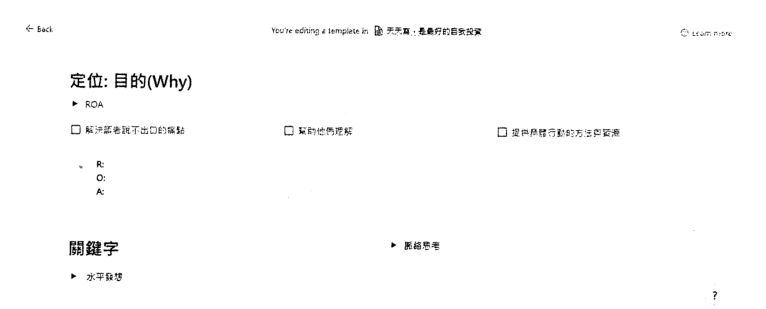 ← Back
You're editing a template in 天天寫，是最好的自我投資
Learn more
定位: 目的(Why)
▶ ROA
解決讀者說不出口的痛點
幫助他們理解
提供具體行動的方法與資源
R:
O:
A:
關鍵字
▶ 脈絡思考
▶ 水平發想
?